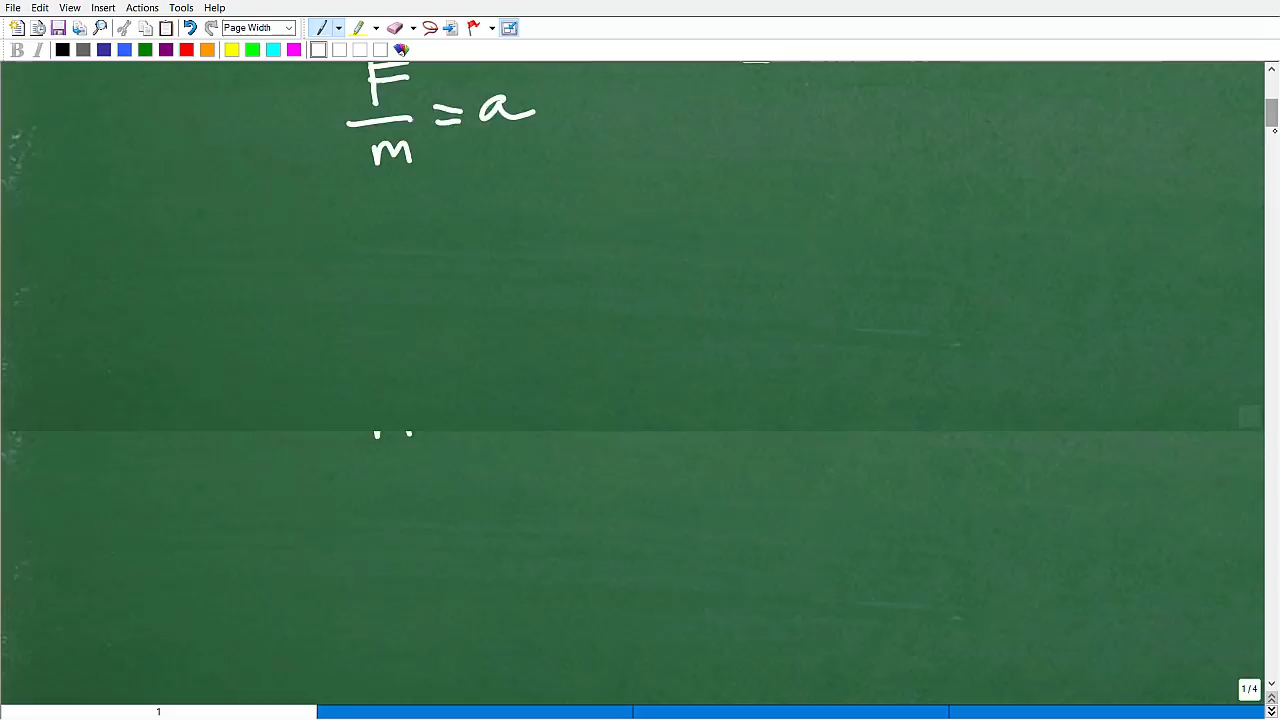 File Edit View Insert Actions Tools Help
Page Width
B I
F
m
= a
1 / 4
1